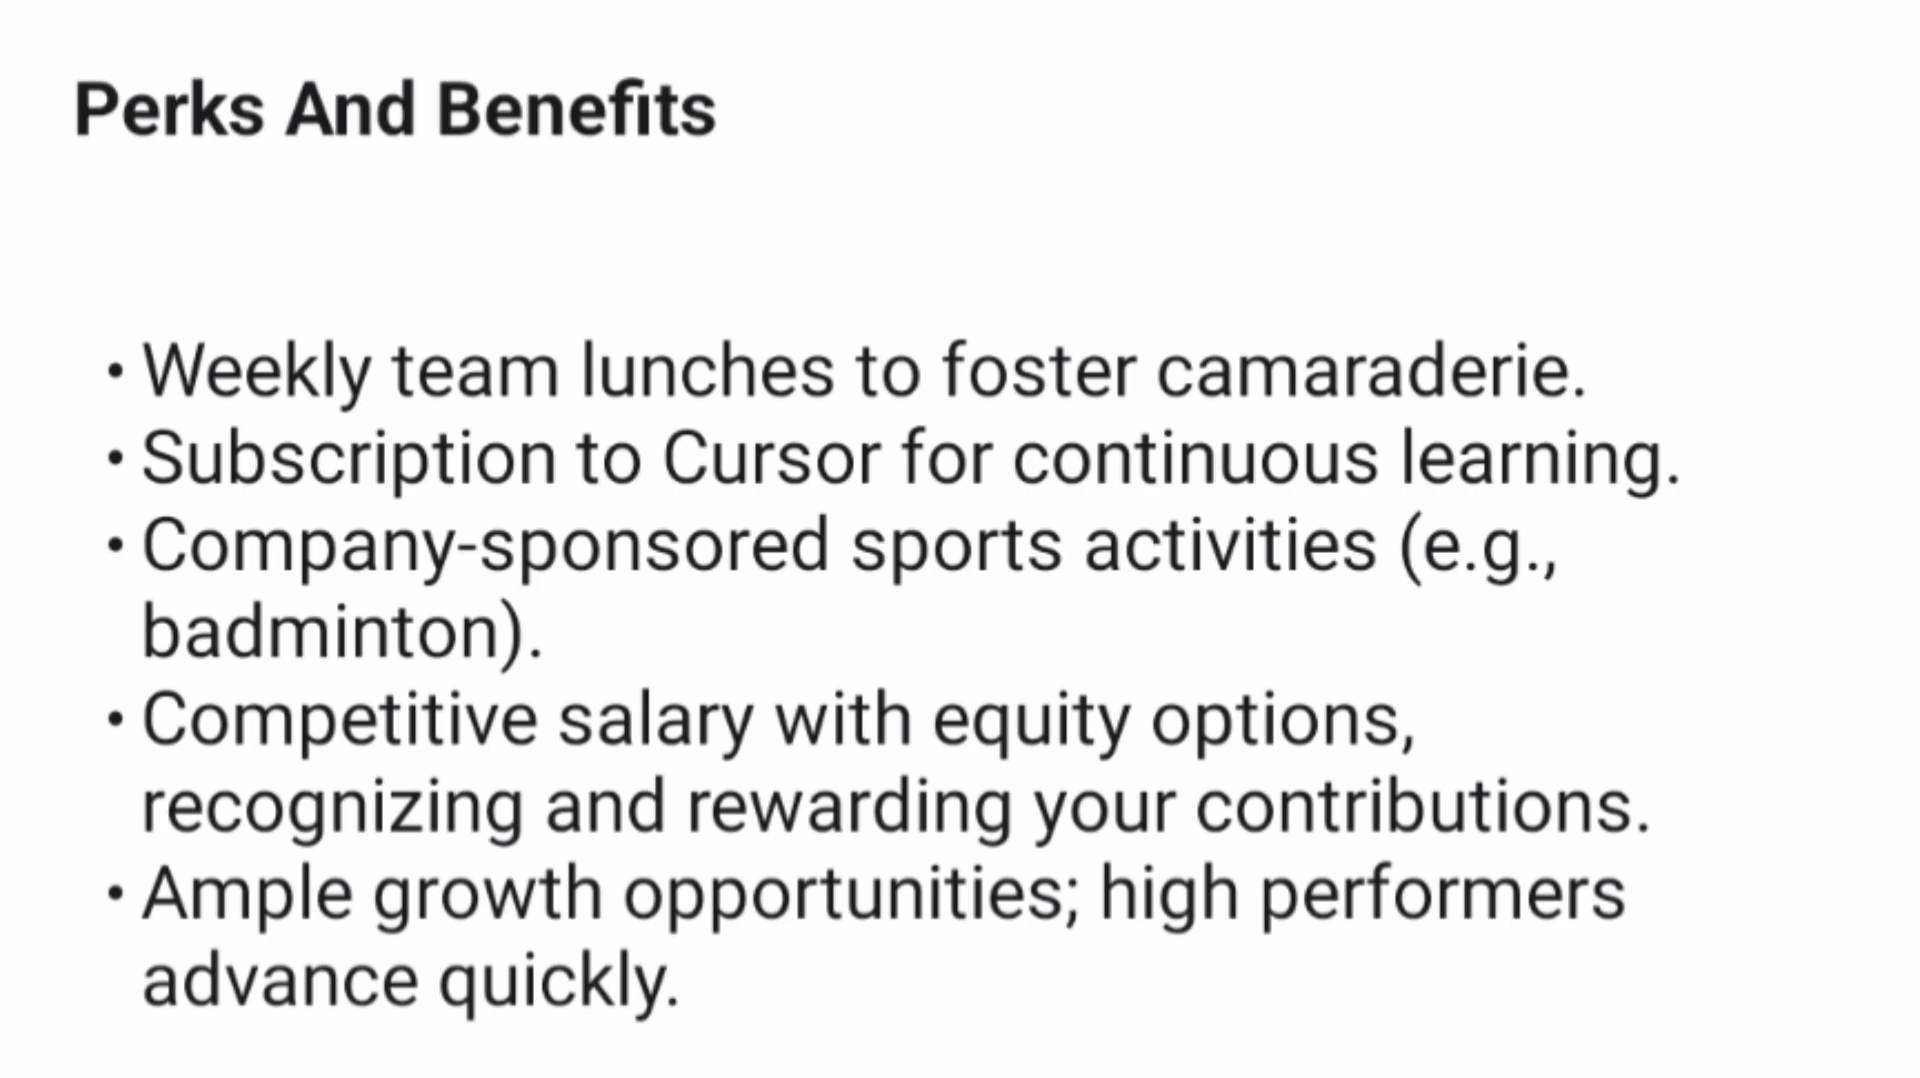 Perks And Benefits
• Weekly team lunches to foster camaraderie.
• Subscription to Cursor for continuous learning.
• Company-sponsored sports activities (e.g.,
badminton).
• Competitive salary with equity options,
recognizing and rewarding your contributions.
• Ample growth opportunities; high performers
advance quickly.